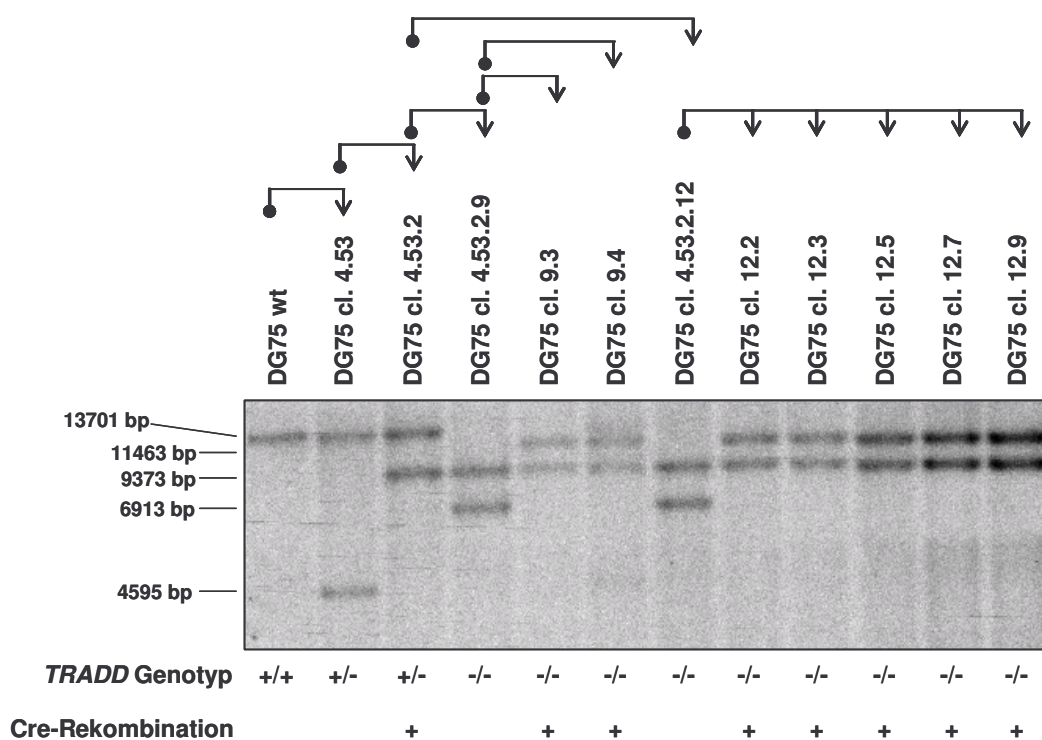 DG75 wt
DG75 cl. 4.53
DG75 cl. 4.53.2
DG75 cl. 4.53.2.9
DG75 cl. 9.3
DG75 cl. 9.4
DG75 cl. 4.53.2.12
DG75 cl. 12.2
DG75 cl. 12.3
DG75 cl. 12.5
DG75 cl. 12.7
DG75 cl. 12.9
13701 bp
11463 bp
9373 bp
6913 bp
4595 bp
TRADD Genotyp +/+ +/- +/- -/- -/- -/- -/- -/- -/- -/- -/- -/-
Cre-Rekombination + + + + + + + +